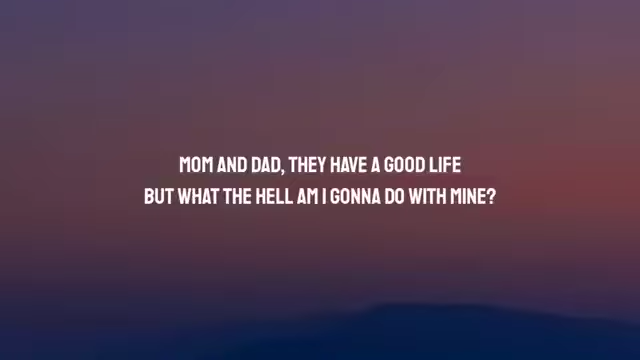 MOM AND DAD, THEY HAVE A GOOD LIFE
BUT WHAT THE HELL AM I GONNA DO WITH MINE?